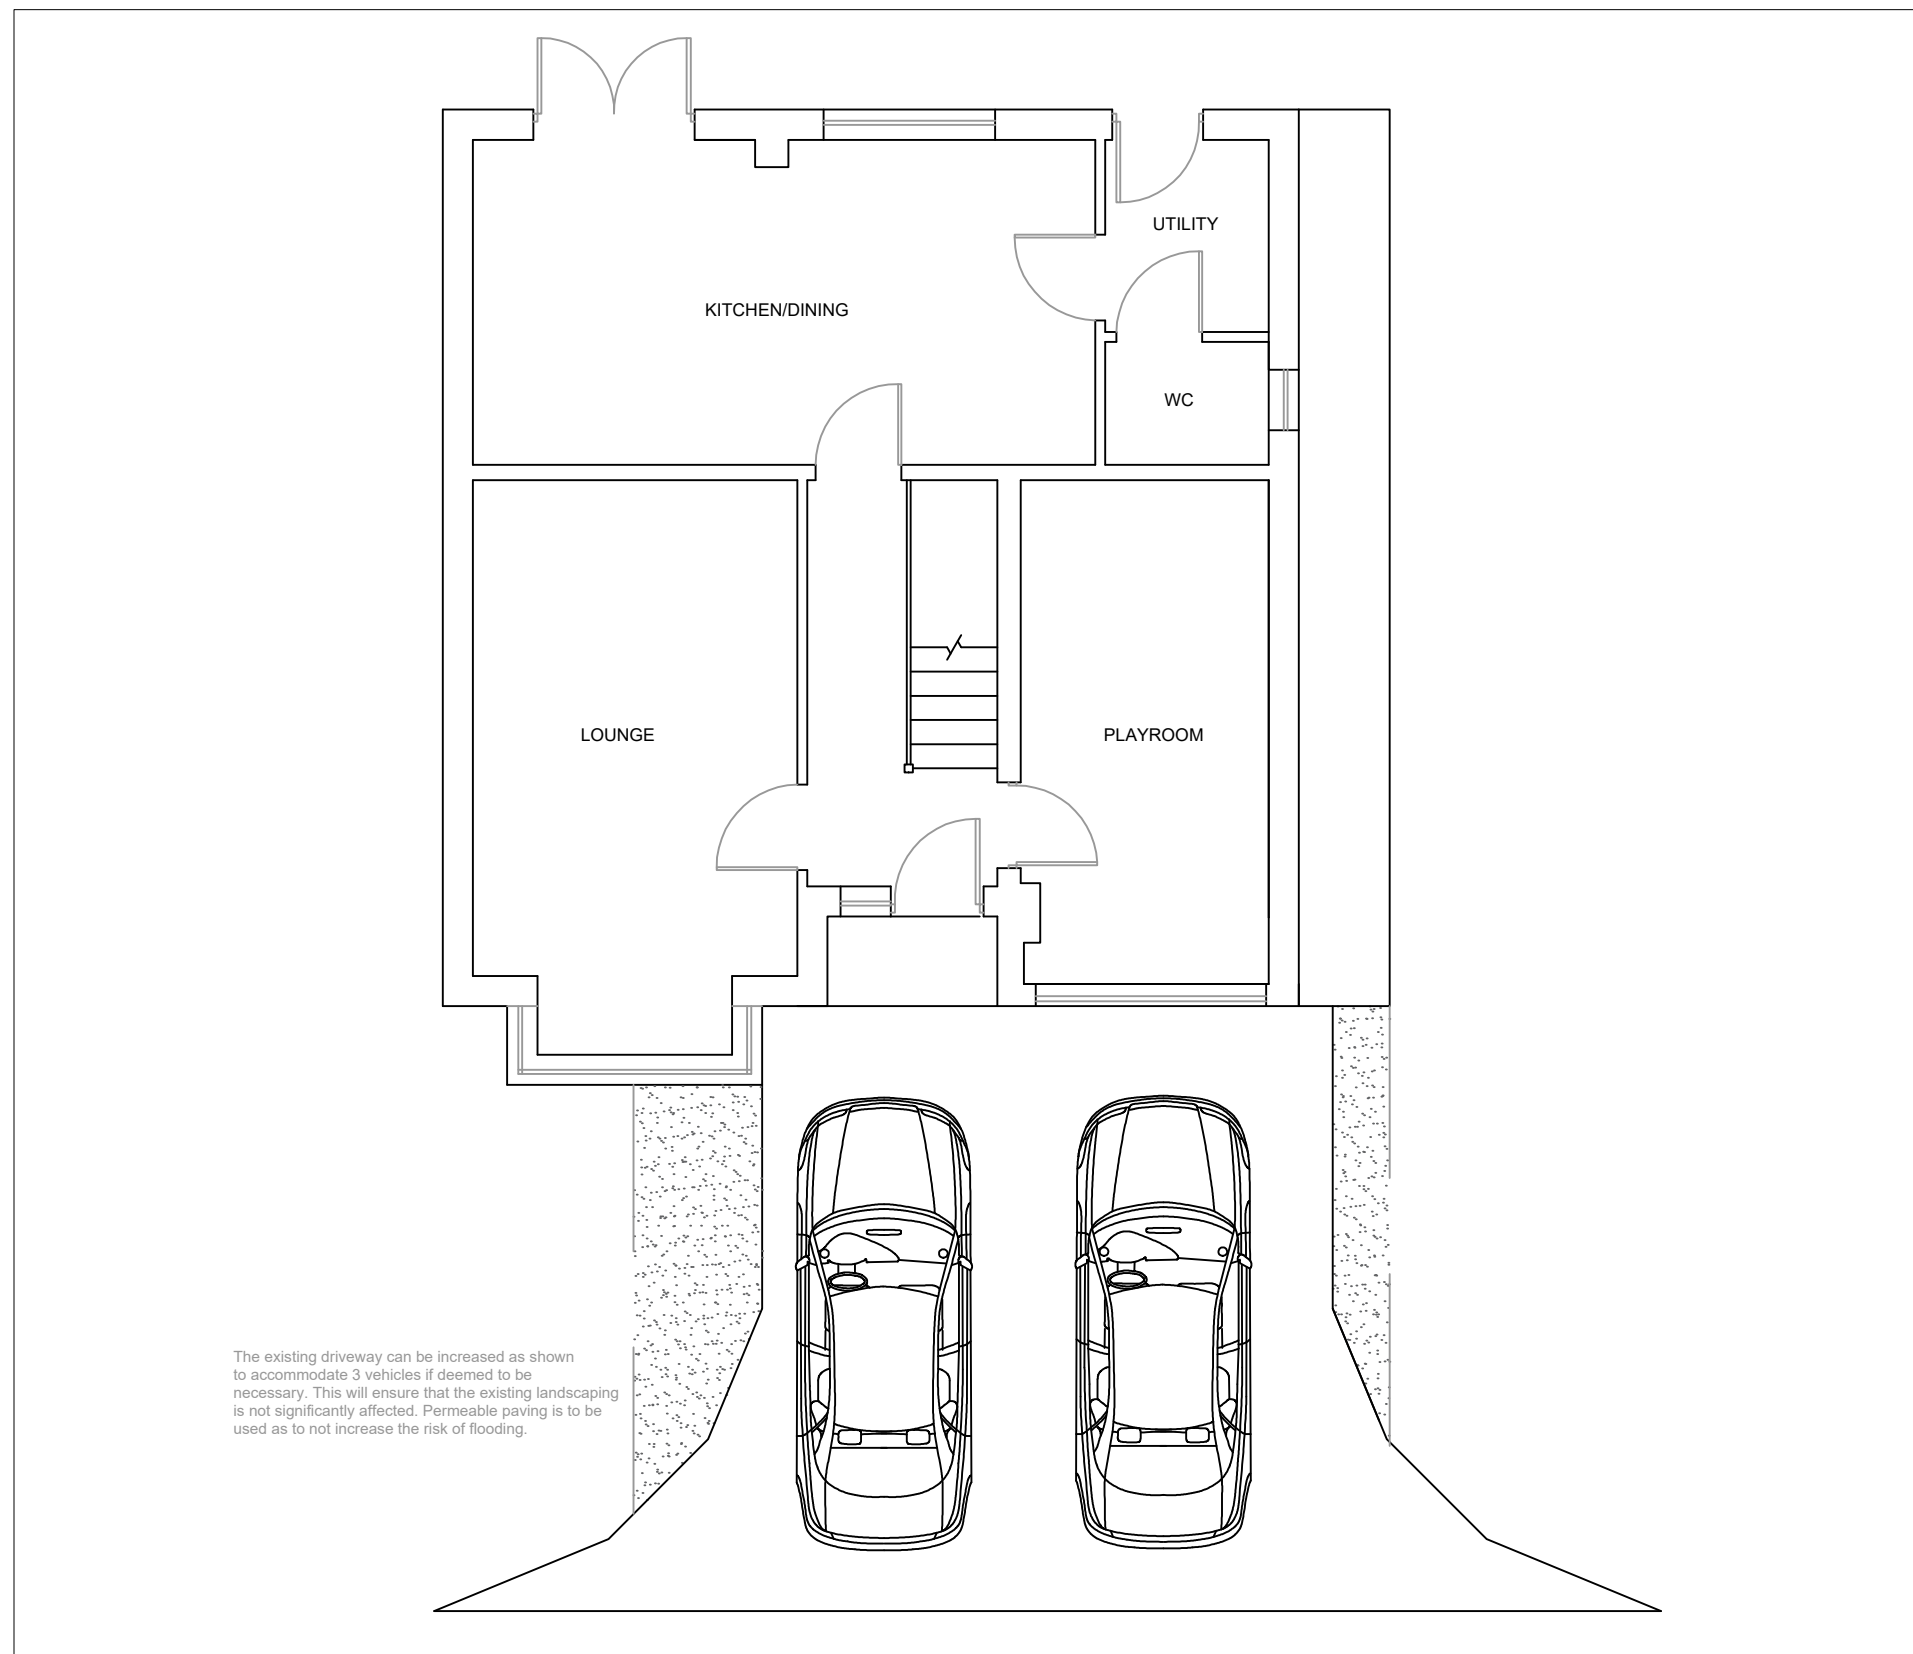 UTILITY
KITCHEN/DINING
WC
LOUNGE
PLAYROOM
The existing driveway can be increased as shown
to accommodate 3 vehicles if deemed to be
necessary. This will ensure that the existing landscaping
is not significantly affected. Permeable paving is to be
used as to not increase the risk of flooding.